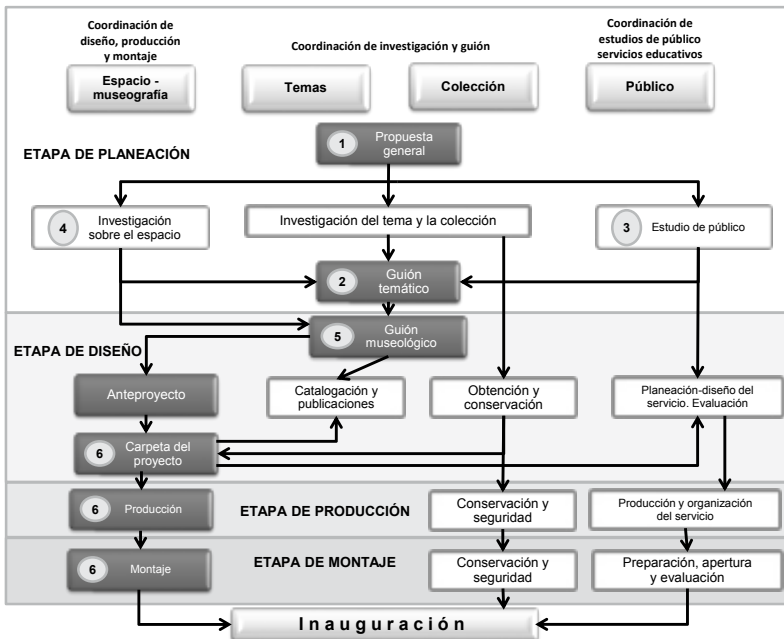 Coordinación de
diseño, producción
y montaje
Coordinación de investigación y guión
Coordinación de
estudios de público
servicios educativos
Espacio -
museografía
Temas
Colección
Público
1
Propuesta
general
ETAPA DE PLANEACIÓN
4
Investigación
sobre el espacio
Investigación del tema y la colección
3
Estudio de público
2
Guión
temático
5
Guión
museológico
ETAPA DE DISEÑO
Anteproyecto
Catalogación y
publicaciones
Obtención y
conservación
Planeación-diseño del
servicio. Evaluación
6
Carpeta del
proyecto
6
Producción
ETAPA DE PRODUCCIÓN
Conservación y
seguridad
Producción y organización
del servicio
6
Montaje
ETAPA DE MONTAJE
Conservación y
seguridad
Preparación, apertura
y evaluación
Inauguración